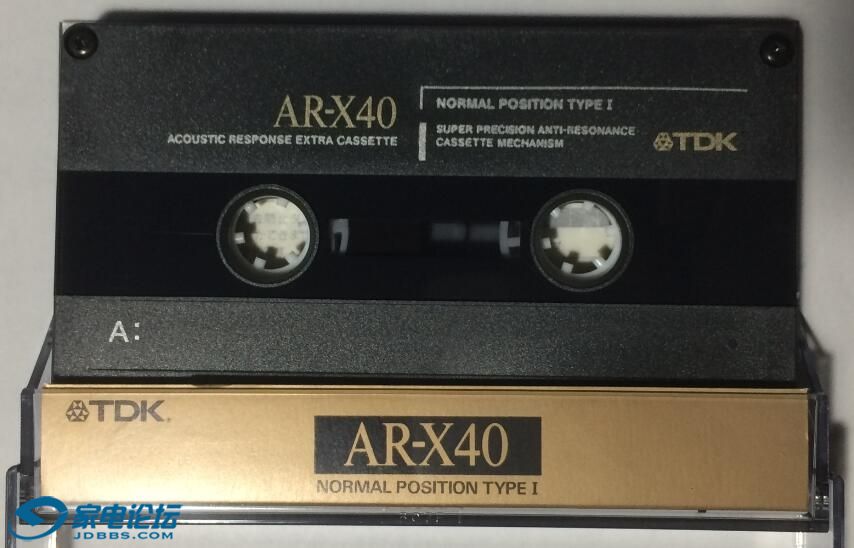 AR-X40
ACOUSTIC RESPONSE EXTRA CASSETTE
NORMAL POSITION TYPE I
SUPER PRECISION ANTI-RESONANCE
CASSETTE MECHANISM
TDK
A:
TDK
AR-X40
NORMAL POSITION TYPE I
家电论坛
JDBBS.COM